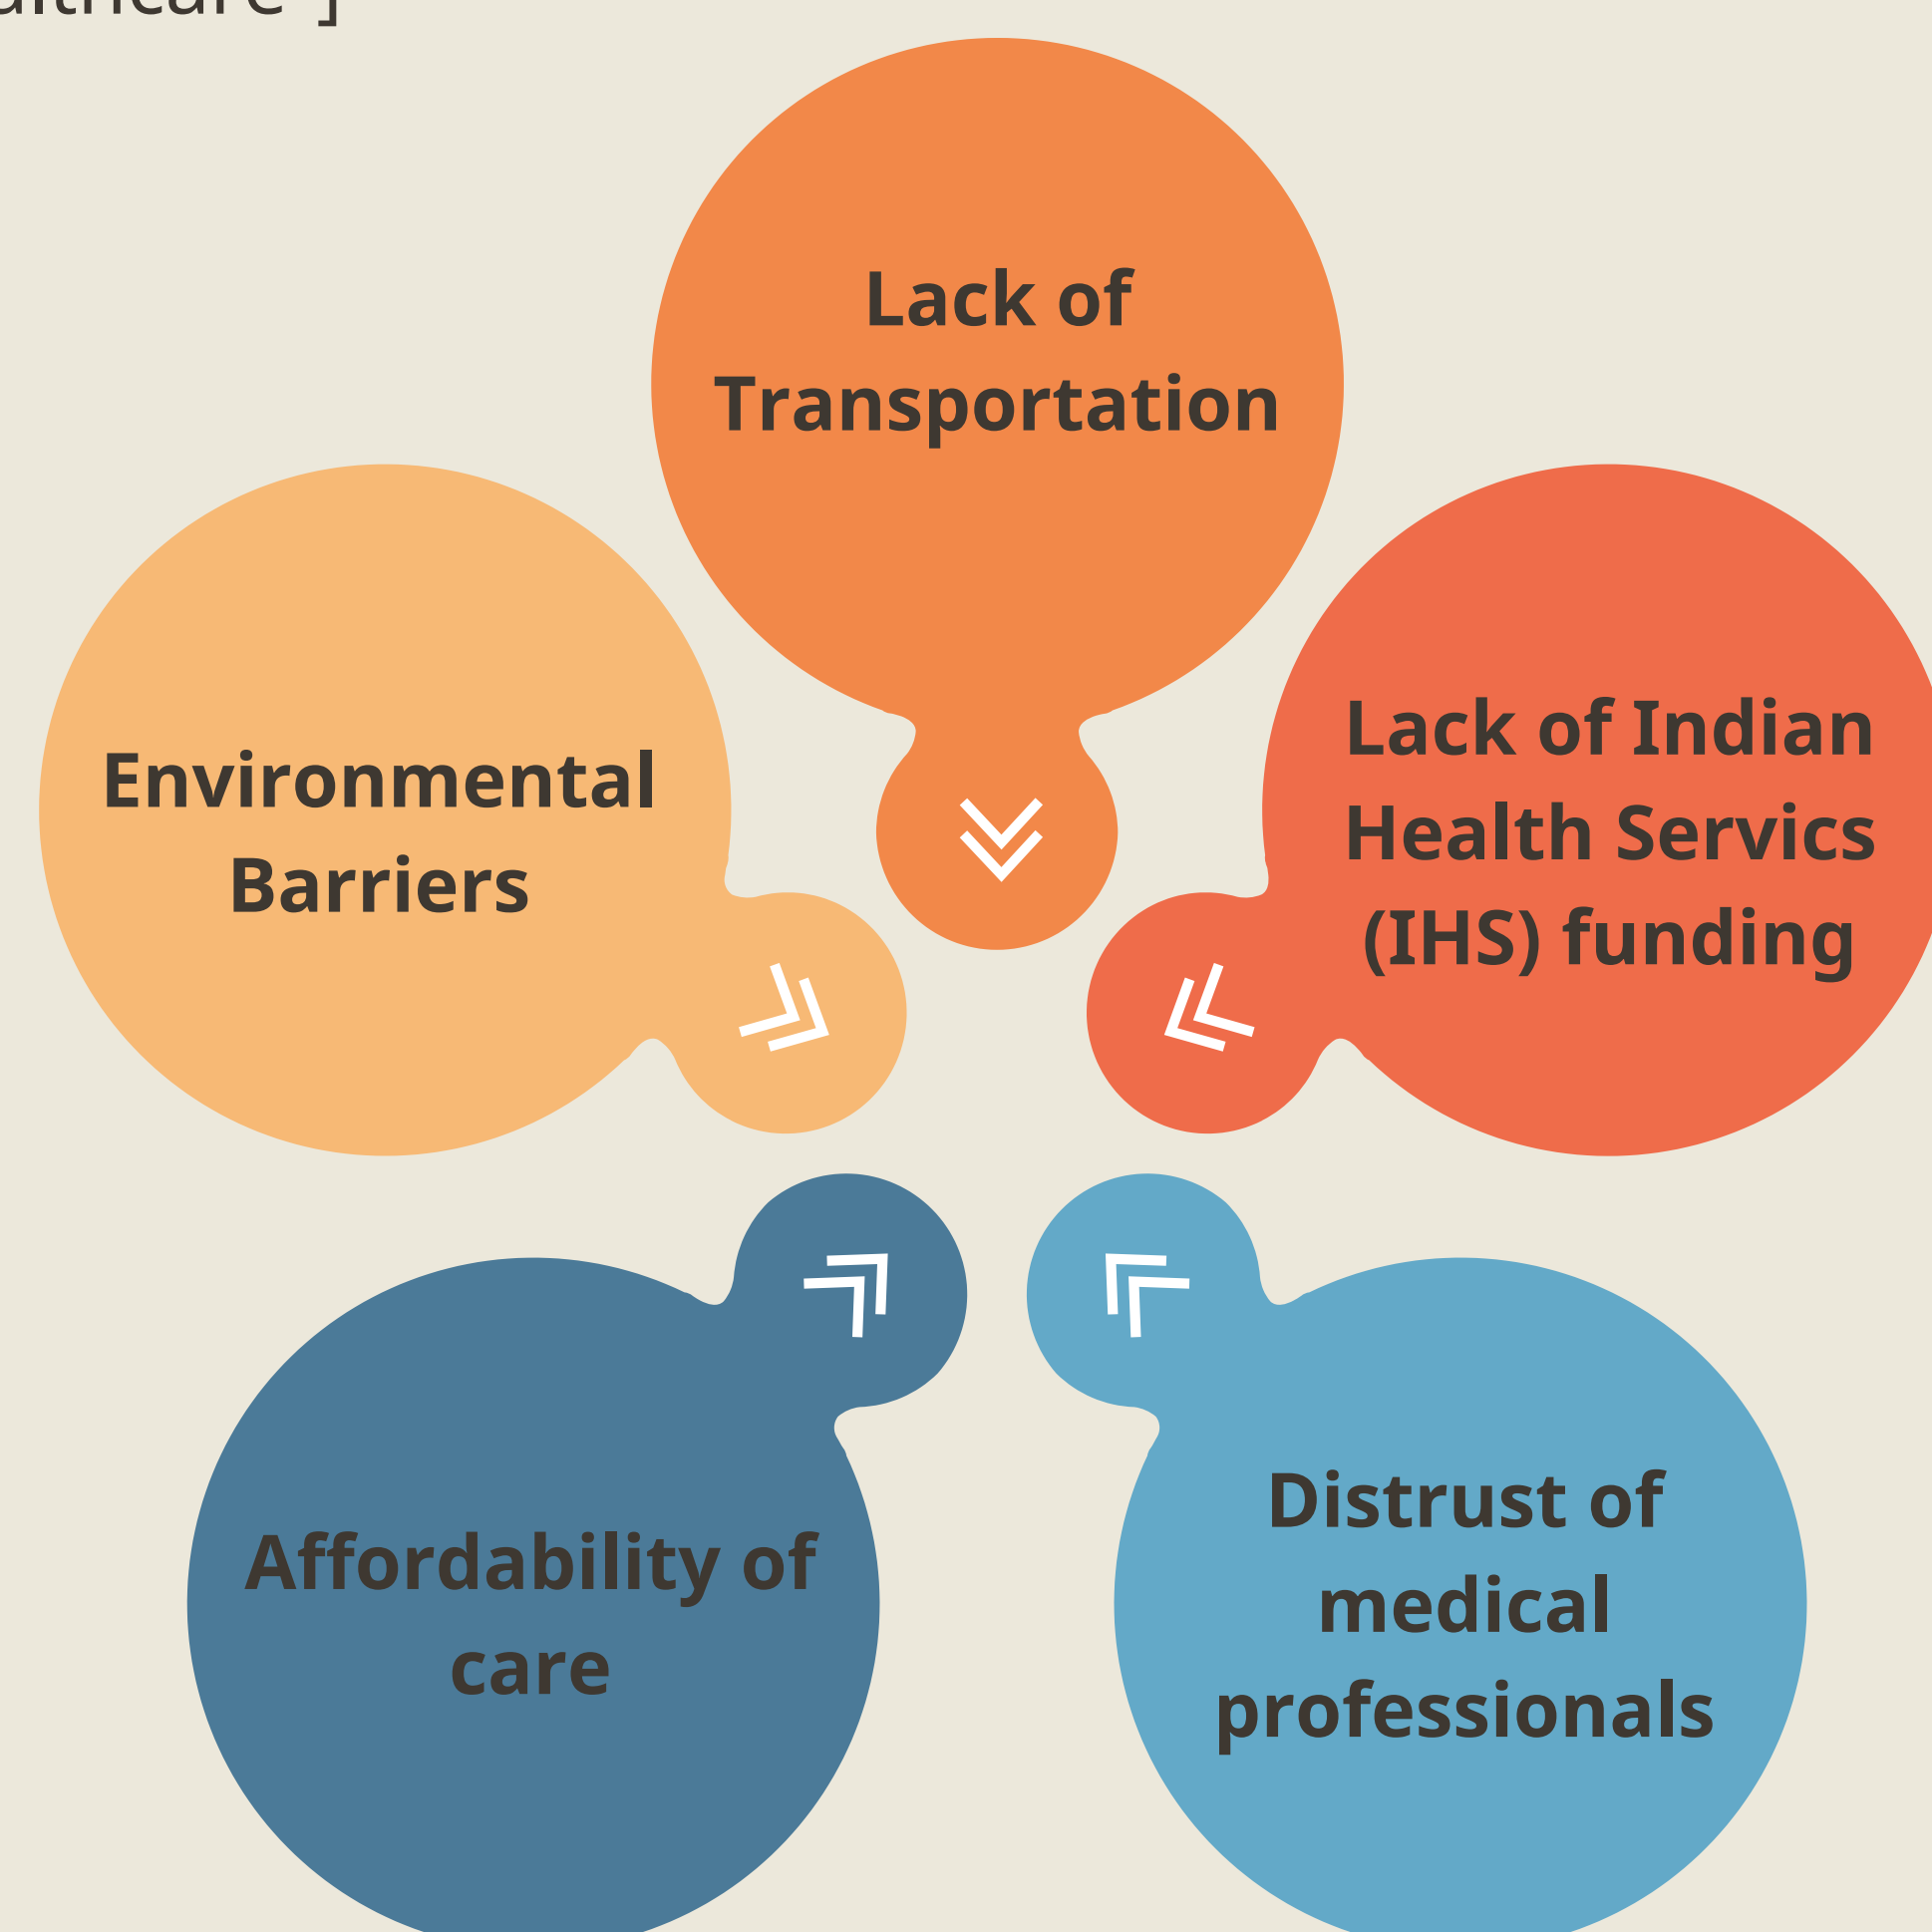 Lack of
Transportation
Lack of Indian
Health Servics
(IHS) funding
Environmental
Barriers
Affordability of
care
Distrust of
medical
professionals